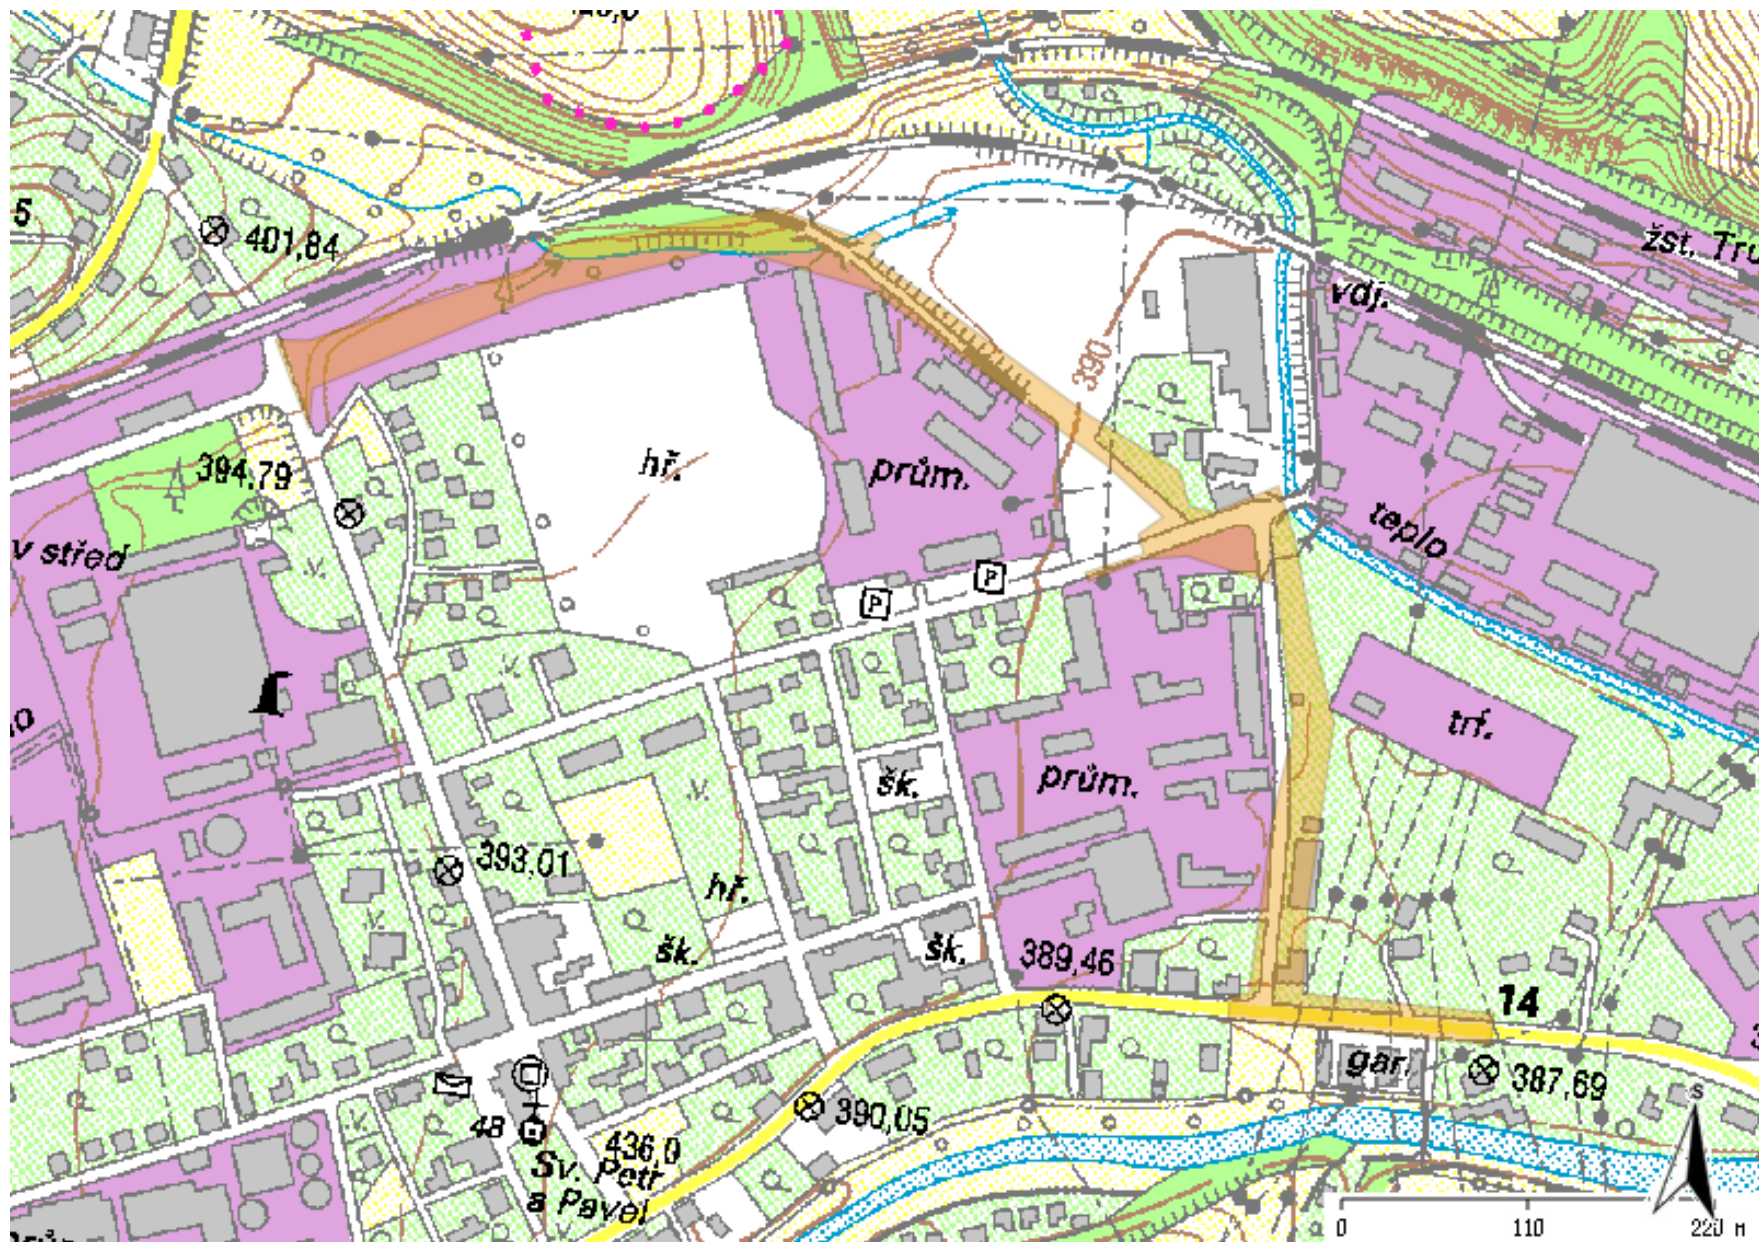 5
401,84
žst. Tru
vdj.
390
394,79
hř.
prům.
teplo
v střed
P
P
trf.
šk.
prům.
393,01
hř.
šk.
šk.
389,46
14
gar.
387,69
390,05
48
436,0
Sv. Petr
a Pavel
S
0
110
220 M